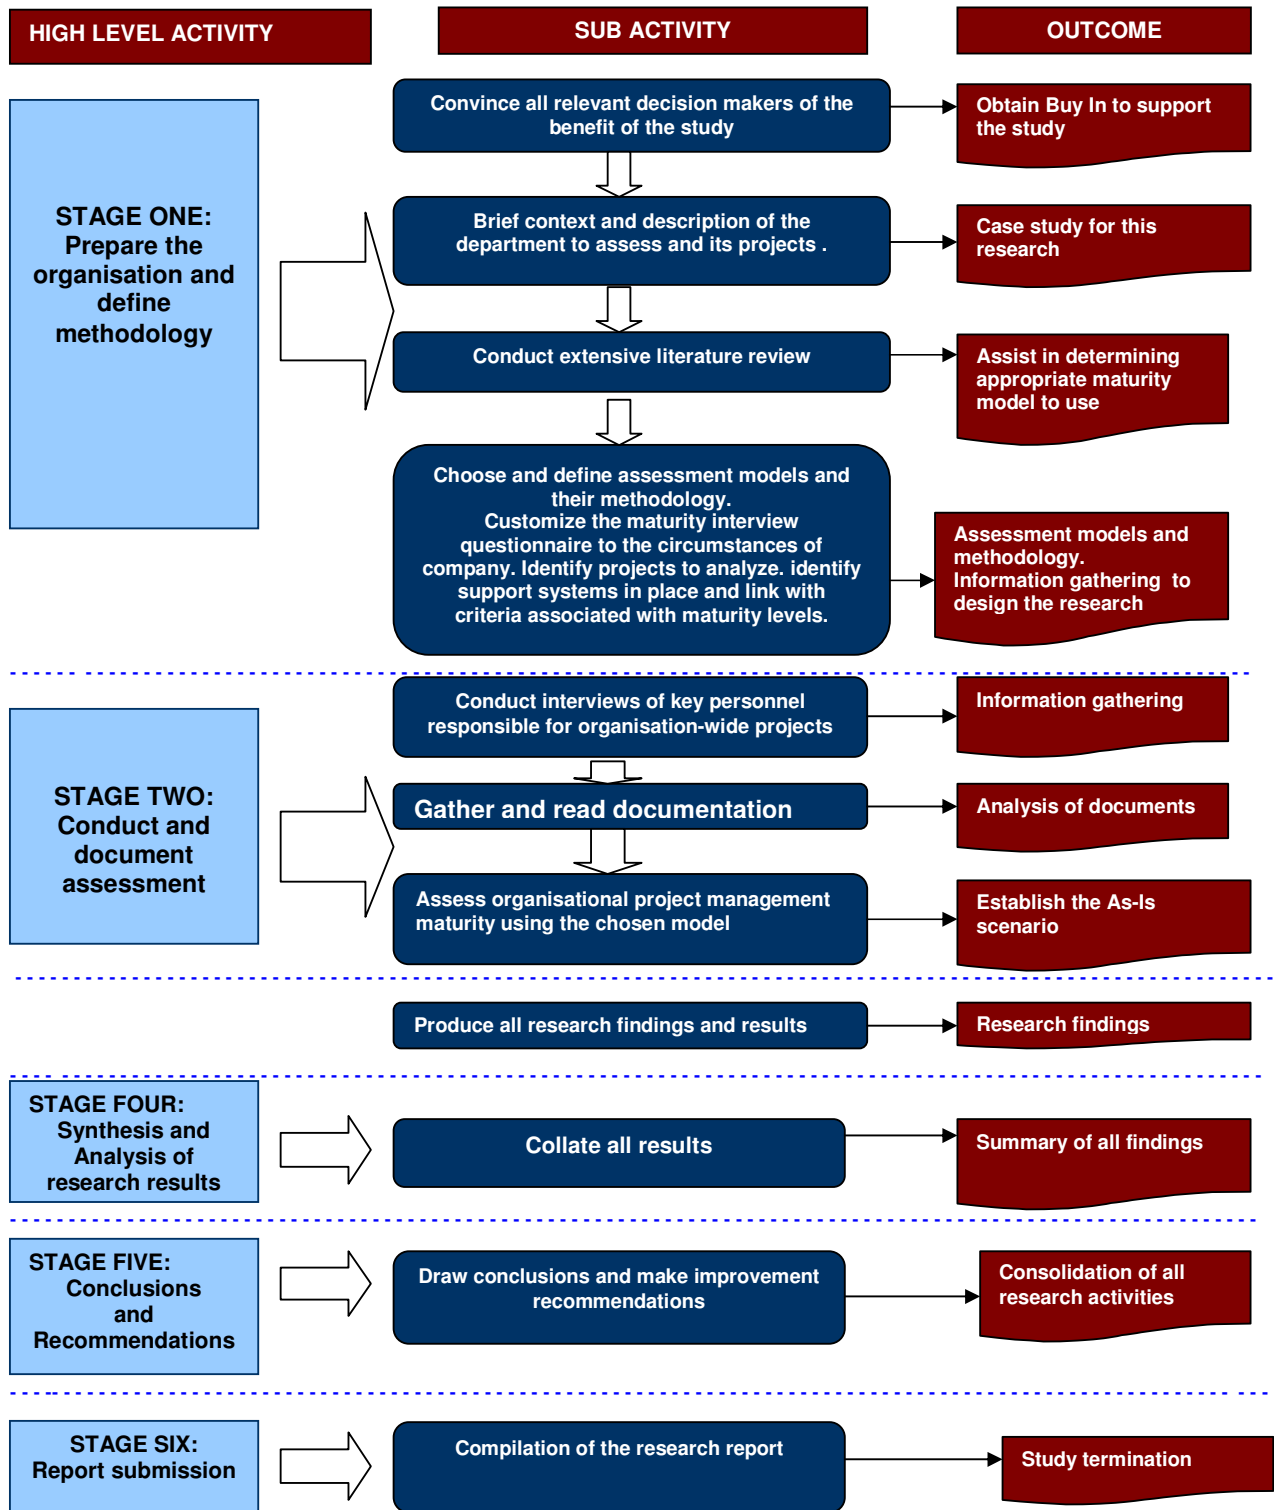 HIGH LEVEL ACTIVITY
SUB ACTIVITY
OUTCOME
STAGE ONE:
Prepare the
organisation and
define
methodology
Convince all relevant decision makers of the
benefit of the study
Obtain Buy In to support
the study
Brief context and description of the
department to assess and its projects .
Case study for this
research
Conduct extensive literature review
Assist in determining
appropriate maturity
model to use
Choose and define assessment models and
their methodology.
Customize the maturity interview
questionnaire to the circumstances of
company. Identify projects to analyze. identify
support systems in place and link with
criteria associated with maturity levels.
Assessment models and
methodology.
Information gathering to
design the research
STAGE TWO:
Conduct and
document
assessment
Conduct interviews of key personnel
responsible for organisation-wide projects
Information gathering
Gather and read documentation
Analysis of documents
Assess organisational project management
maturity using the chosen model
Establish the As-Is
scenario
Produce all research findings and results
Research findings
STAGE FOUR:
Synthesis and
Analysis of
research results
Collate all results
Summary of all findings
STAGE FIVE:
Conclusions
and
Recommendations
Draw conclusions and make improvement
recommendations
Consolidation of all
research activities
STAGE SIX:
Report submission
Compilation of the research report
Study termination